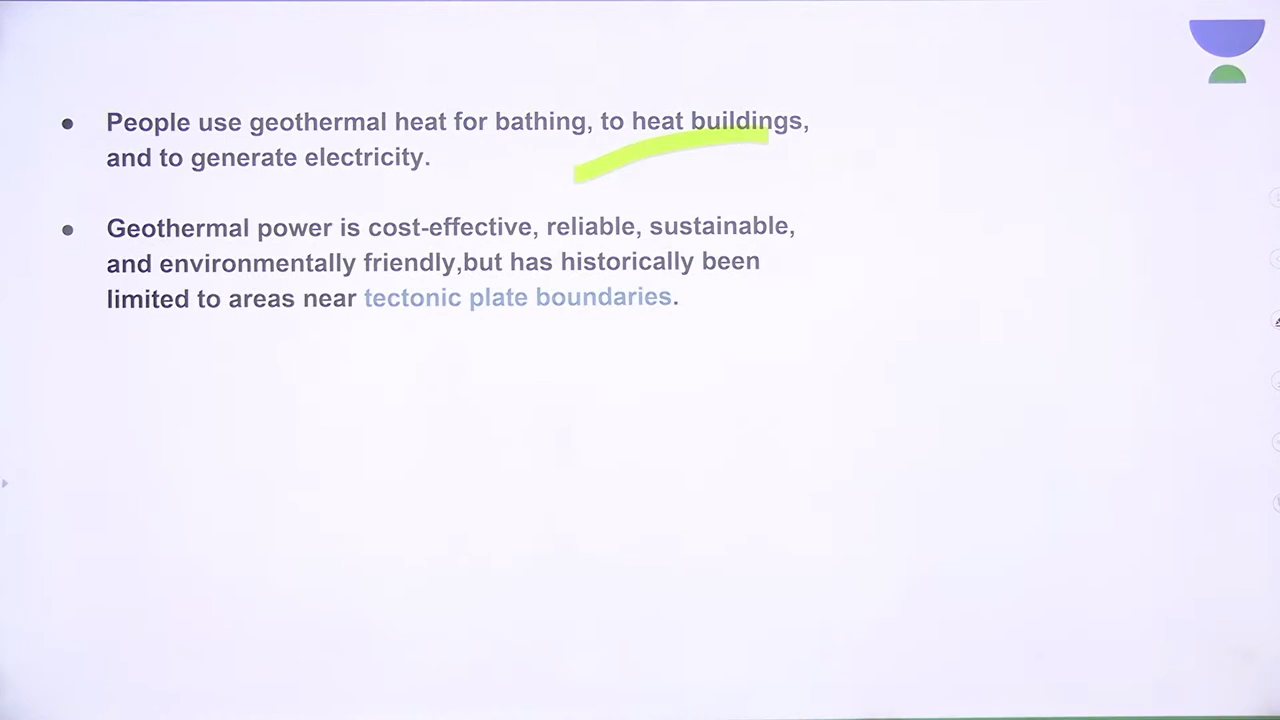 ● People use geothermal heat for bathing, to heat buildings,
and to generate electricity.
● Geothermal power is cost-effective, reliable, sustainable,
and environmentally friendly,but has historically been
limited to areas near tectonic plate boundaries.